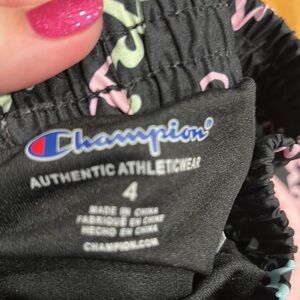 Champion
AUTHENTIC ATHLETICWEAR
4
MADE IN CHINA
FABRIQUÉ EN CHINE
HECHO EN CHINA
CHAMPION.COM